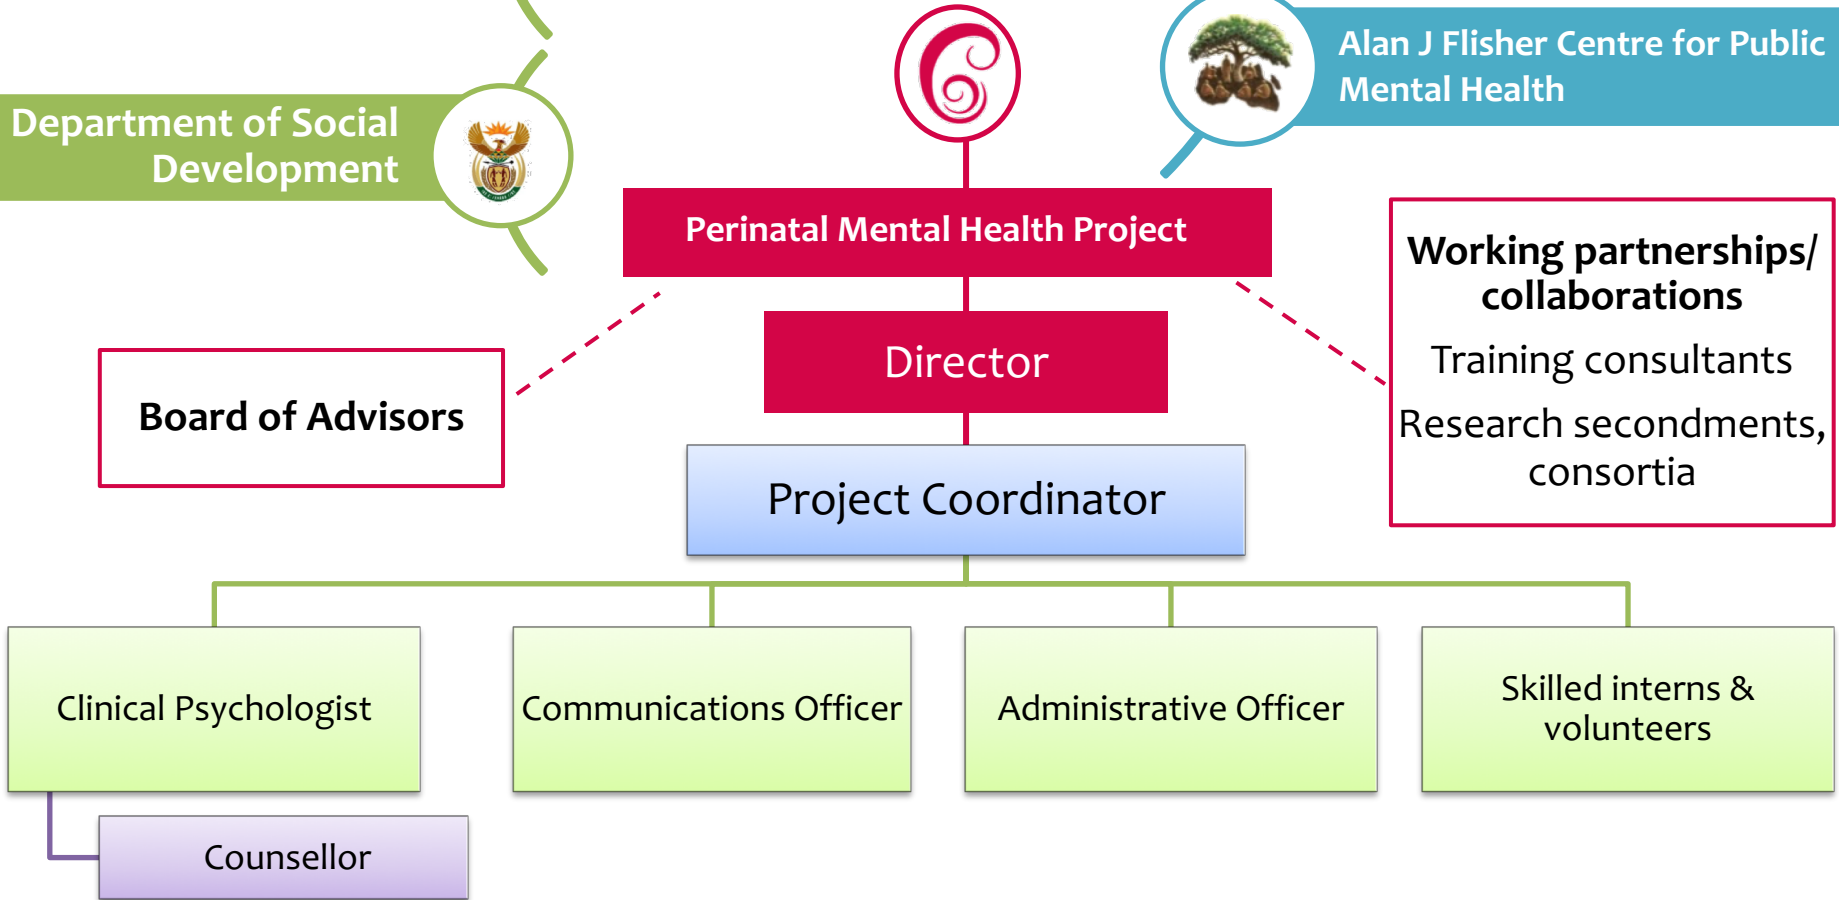 Alan J Flisher Centre for Public
Mental Health
Department of Social
Development
Perinatal Mental Health Project
Working partnerships/
collaborations
Training consultants
Research secondments,
consortia
Director
Board of Advisors
Project Coordinator
Clinical Psychologist
Communications Officer
Administrative Officer
Skilled interns &
volunteers
Counsellor